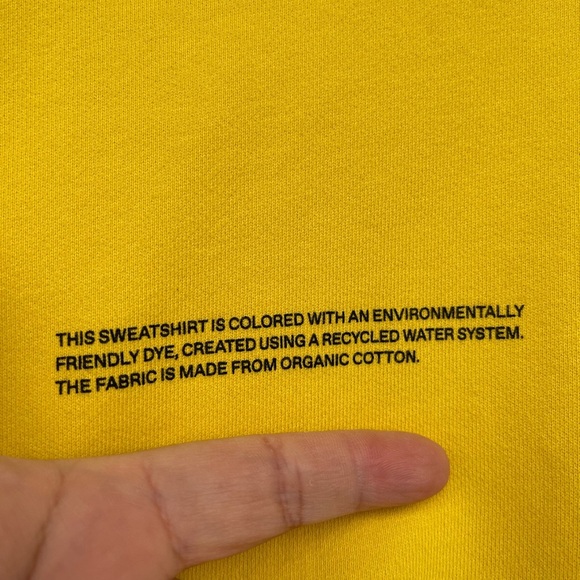 THIS SWEATSHIRT IS COLORED WITH AN ENVIRONMENTALLY
FRIENDLY DYE, CREATED USING A RECYCLED WATER SYSTEM.
THE FABRIC IS MADE FROM ORGANIC COTTON.